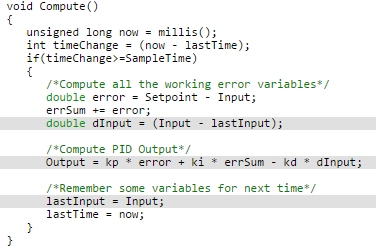 void Compute()
{
unsigned long now = millis();
int timeChange = (now - lastTime);
if(timeChange>=SampleTime)
{
/*Compute all the working error variables*/
double error = Setpoint - Input;
errSum += error;
double dInput = (Input - lastInput);
/*Compute PID Output*/
Output = kp * error + ki * errSum - kd * dInput;
/*Remember some variables for next time*/
lastInput = Input;
lastTime = now;
}
}